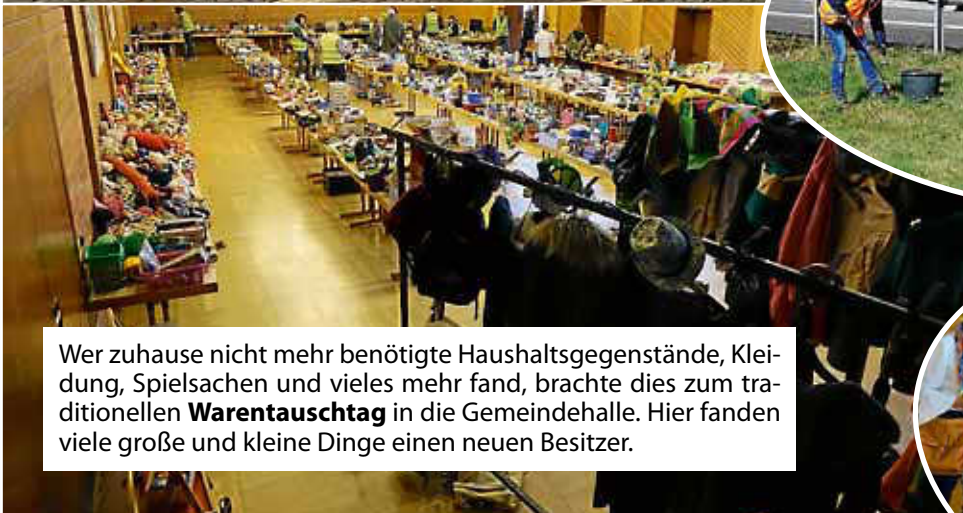 Wer zuhause nicht mehr benötigte Haushaltsgegenstände, Klei-
dung, Spielsachen und vieles mehr fand, brachte dies zum tra-
ditionellen Warentauschtag in die Gemeindehalle. Hier fanden
viele große und kleine Dinge einen neuen Besitzer.